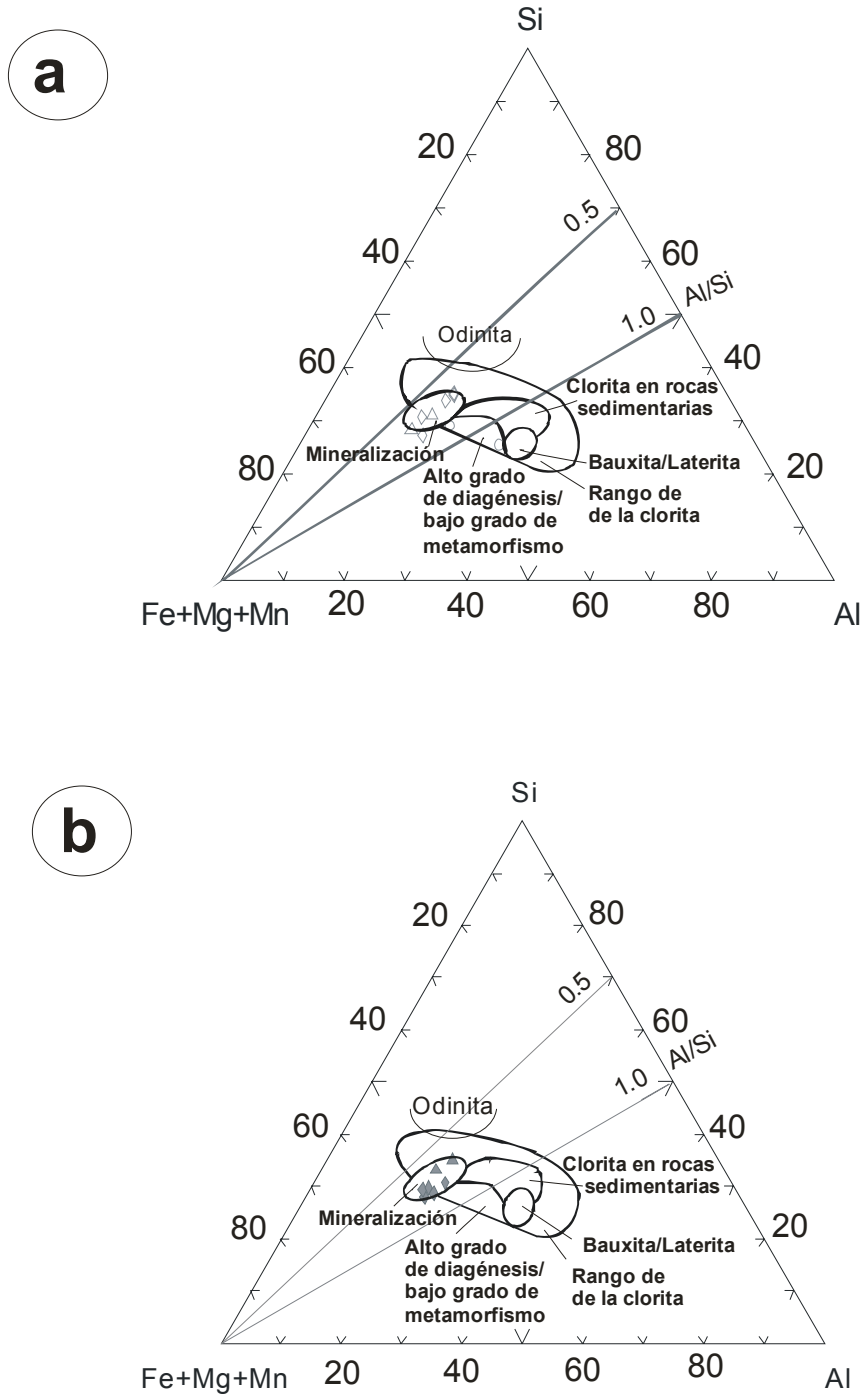 a
Si
20
80
0.5
40
60
Al/Si
1.0
Odinita
60
40
Clorita en rocas
sedimentarias
Mineralización
80
20
Bauxita/Laterita
Alto grado
de diagénesis/
bajo grado de
metamorfismo
Rango de
de la clorita
Fe+Mg+Mn
20
40
60
80
Al
b
Si
20
80
0.5
40
60
Al/Si
1.0
Odinita
60
40
Clorita en rocas
sedimentarias
Mineralización
80
20
Bauxita/Laterita
Alto grado
de diagénesis/
bajo grado de
metamorfismo
Rango de
de la clorita
Fe+Mg+Mn
20
40
60
80
Al